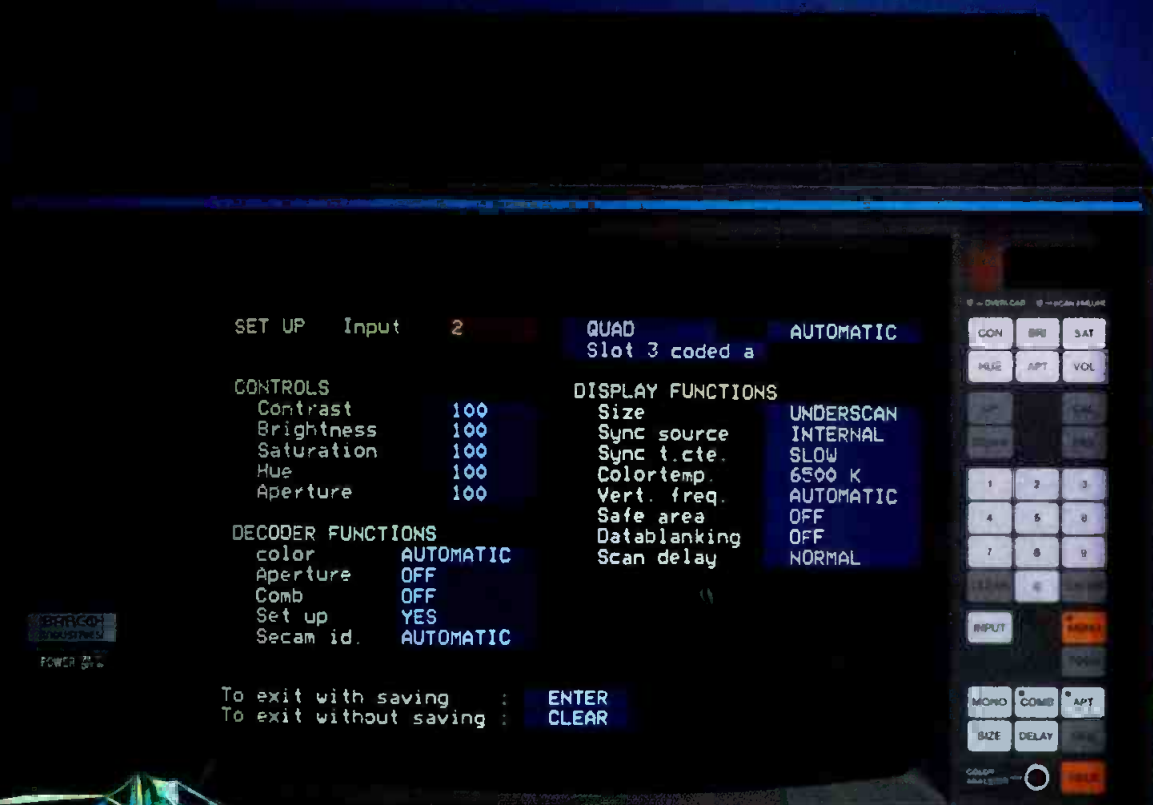 SET UP Input 2
QUAD AUTOMATIC
Slot 3 coded a
CONTROLS
Contrast 100
Brightness 100
Saturation 100
Hue 100
Aperture 100
DECODER FUNCTIONS
color AUTOMATIC
Aperture OFF
Comb OFF
Set up YES
Secam id. AUTOMATIC
DISPLAY FUNCTIONS
Size UNDERSCAN
Sync source INTERNAL
Sync t.cte. SLOW
Colortemp. 6500 K
Vert. freq. AUTOMATIC
Safe area OFF
Datablanking OFF
Scan delay NORMAL
To exit with saving : ENTER
To exit without saving : CLEAR
BARCO
INDUSTRIES
POWER
OVERLOAD SCAN FAILURE
CON BRI SAT
HUE APT VOL
1 2 3
4 5 6
7 8 9
INPUT
MONO COMB APT
SIZE DELAY
COLOR